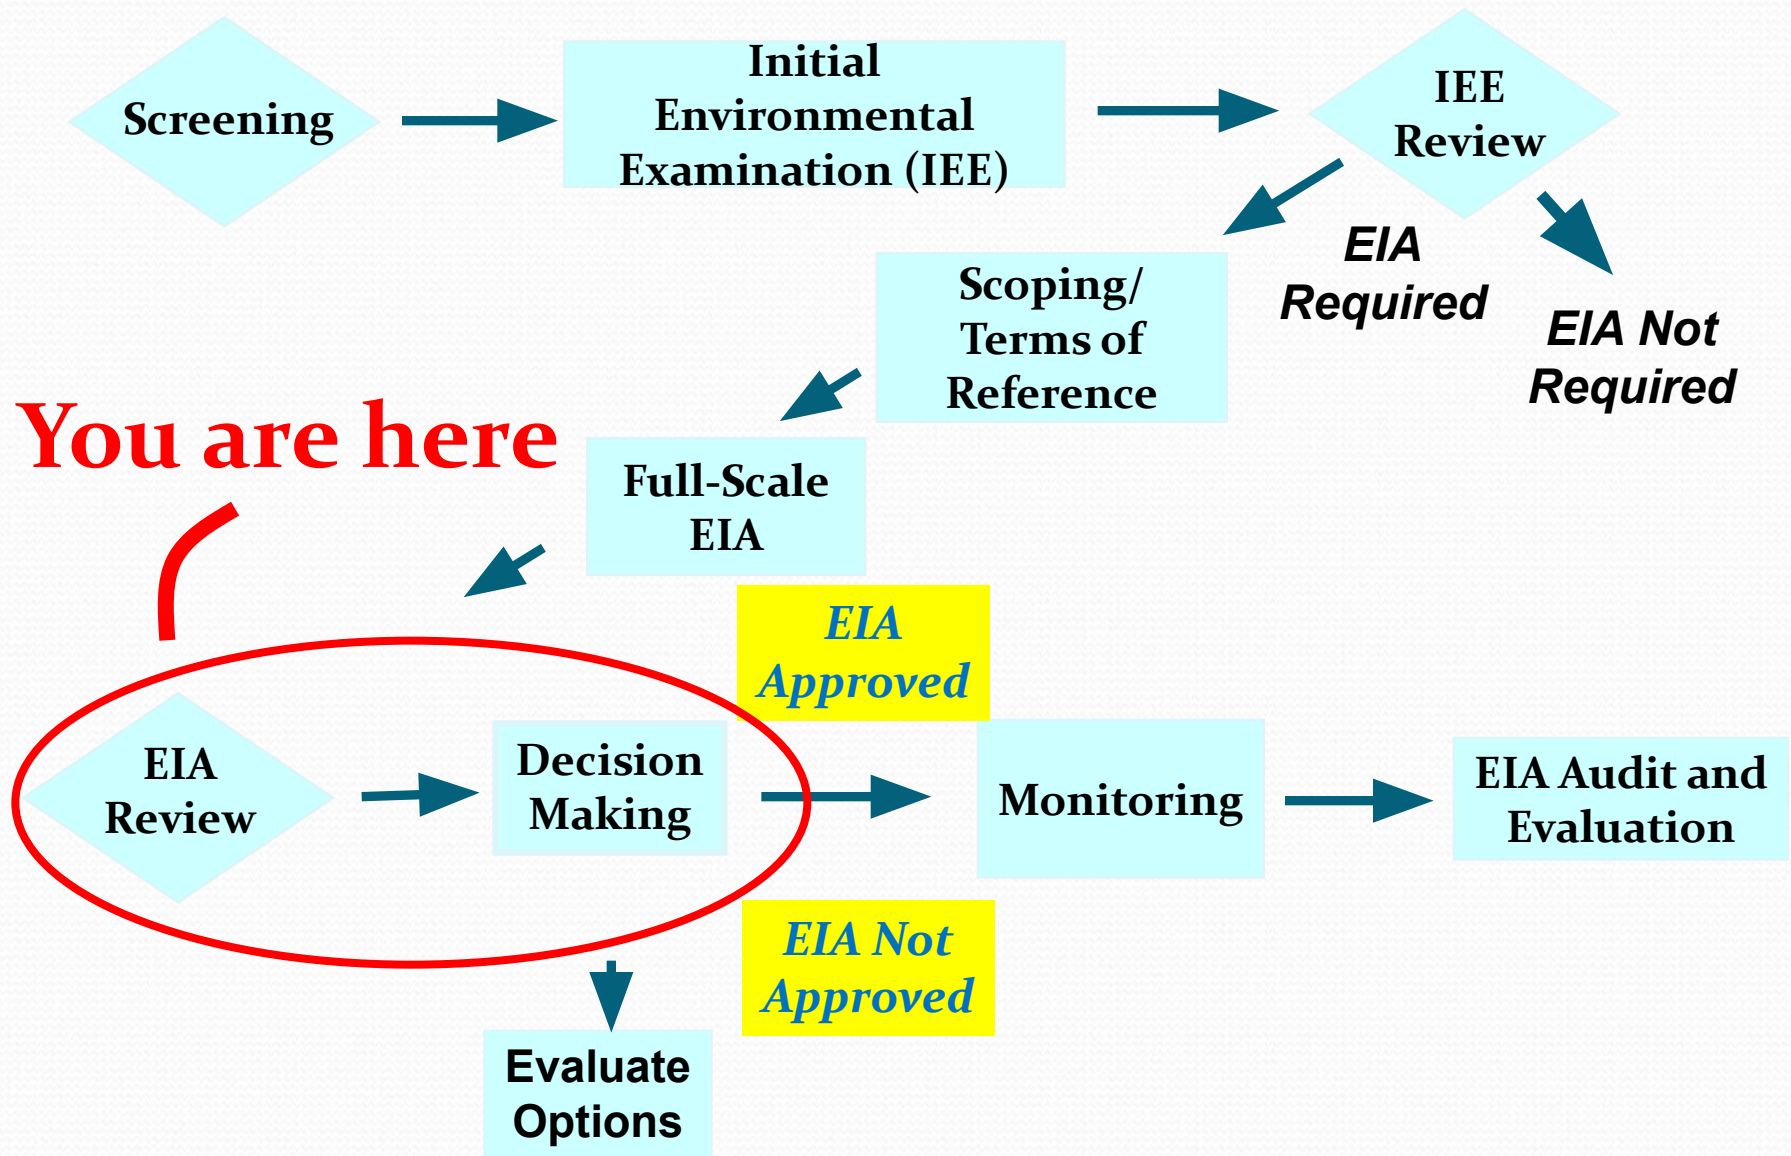 Screening
Initial
Environmental
Examination (IEE)
IEE
Review
EIA
Required
EIA Not
Required
Scoping/
Terms of
Reference
You are here
Full-Scale
EIA
EIA
Approved
EIA
Review
Decision
Making
Monitoring
EIA Audit and
Evaluation
EIA Not
Approved
Evaluate
Options